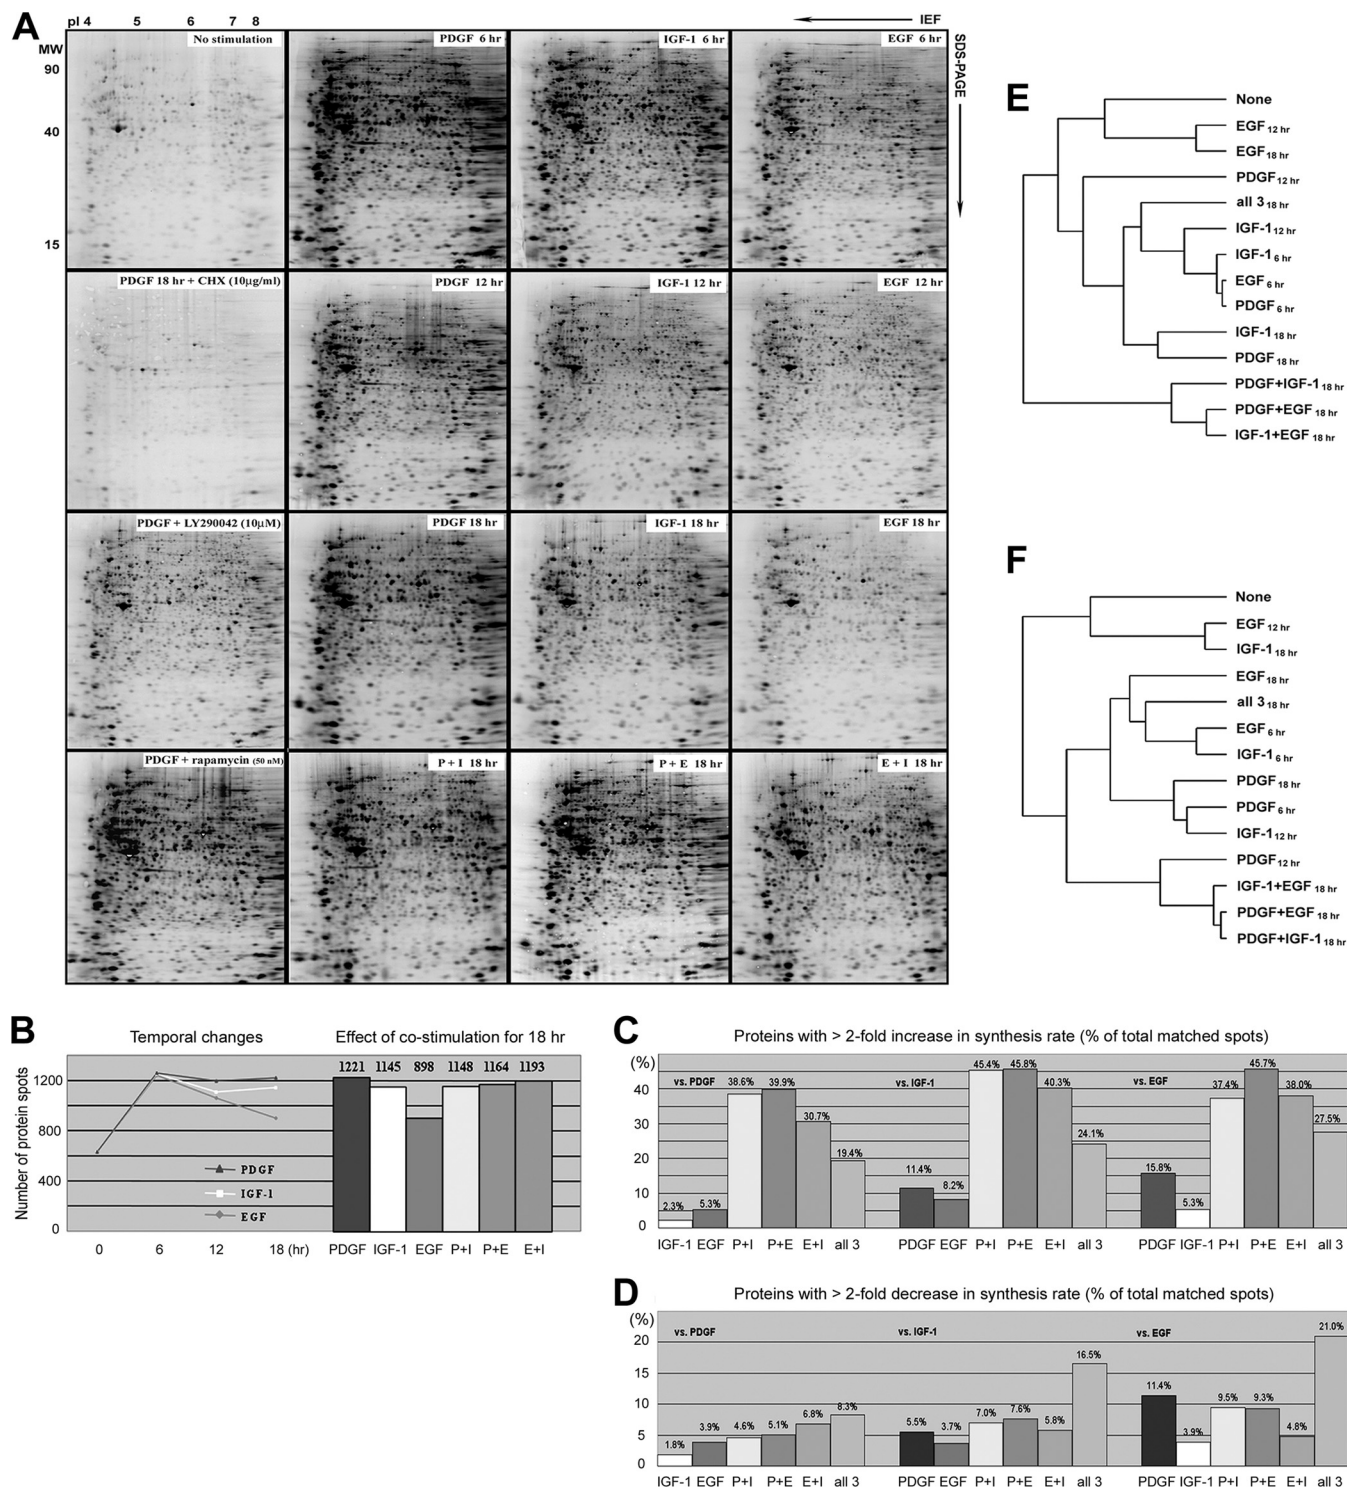 A
pI 4 5 6 7 8
IEF
MW
90
40
15
SDS-PAGE
No stimulation
PDGF 6 hr
IGF-1 6 hr
EGF 6 hr
PDGF 18 hr + CHX (10µg/ml)
PDGF 12 hr
IGF-1 12 hr
EGF 12 hr
PDGF + LY290042 (10µM)
PDGF 18 hr
IGF-1 18 hr
EGF 18 hr
PDGF + rapamycin (50 nM)
P + I 18 hr
P + E 18 hr
E + I 18 hr
E
None
EGF 12 hr
EGF 18 hr
PDGF 12 hr
all 3 18 hr
IGF-1 12 hr
IGF-1 6 hr
EGF 6 hr
PDGF 6 hr
IGF-1 18 hr
PDGF 18 hr
PDGF+IGF-1 18 hr
PDGF+EGF 18 hr
IGF-1+EGF 18 hr
F
None
EGF 12 hr
IGF-1 18 hr
EGF 18 hr
all 3 18 hr
EGF 6 hr
IGF-1 6 hr
PDGF 18 hr
PDGF 6 hr
IGF-1 12 hr
PDGF 12 hr
IGF-1+EGF 18 hr
PDGF+EGF 18 hr
PDGF+IGF-1 18 hr
B
Temporal changes
Effect of co-stimulation for 18 hr
Number of protein spots
1200
800
400
0
PDGF
IGF-1
EGF
0 6 12 18 (hr)
1221 1145 898 1148 1164 1193
PDGF IGF-1 EGF P+I P+E E+I
C
Proteins with > 2-fold increase in synthesis rate (% of total matched spots)
(%)
40
30
20
10
0
vs. PDGF
2.3% 5.3% 38.6% 39.9% 30.7% 19.4%
IGF-1 EGF P+I P+E E+I all 3
vs. IGF-1
11.4% 8.2% 45.4% 45.8% 40.3% 24.1%
PDGF EGF P+I P+E E+I all 3
vs. EGF
15.8% 5.3% 37.4% 45.7% 38.0% 27.5%
PDGF IGF-1 P+I P+E E+I all 3
D
Proteins with > 2-fold decrease in synthesis rate (% of total matched spots)
(%)
20
15
10
5
0
vs. PDGF
1.8% 3.9% 4.6% 5.1% 6.8% 8.3%
IGF-1 EGF P+I P+E E+I all 3
vs. IGF-1
5.5% 3.7% 7.0% 7.6% 5.8% 16.5%
PDGF EGF P+I P+E E+I all 3
vs. EGF
11.4% 3.9% 9.5% 9.3% 4.8% 21.0%
PDGF IGF-1 P+I P+E E+I all 3